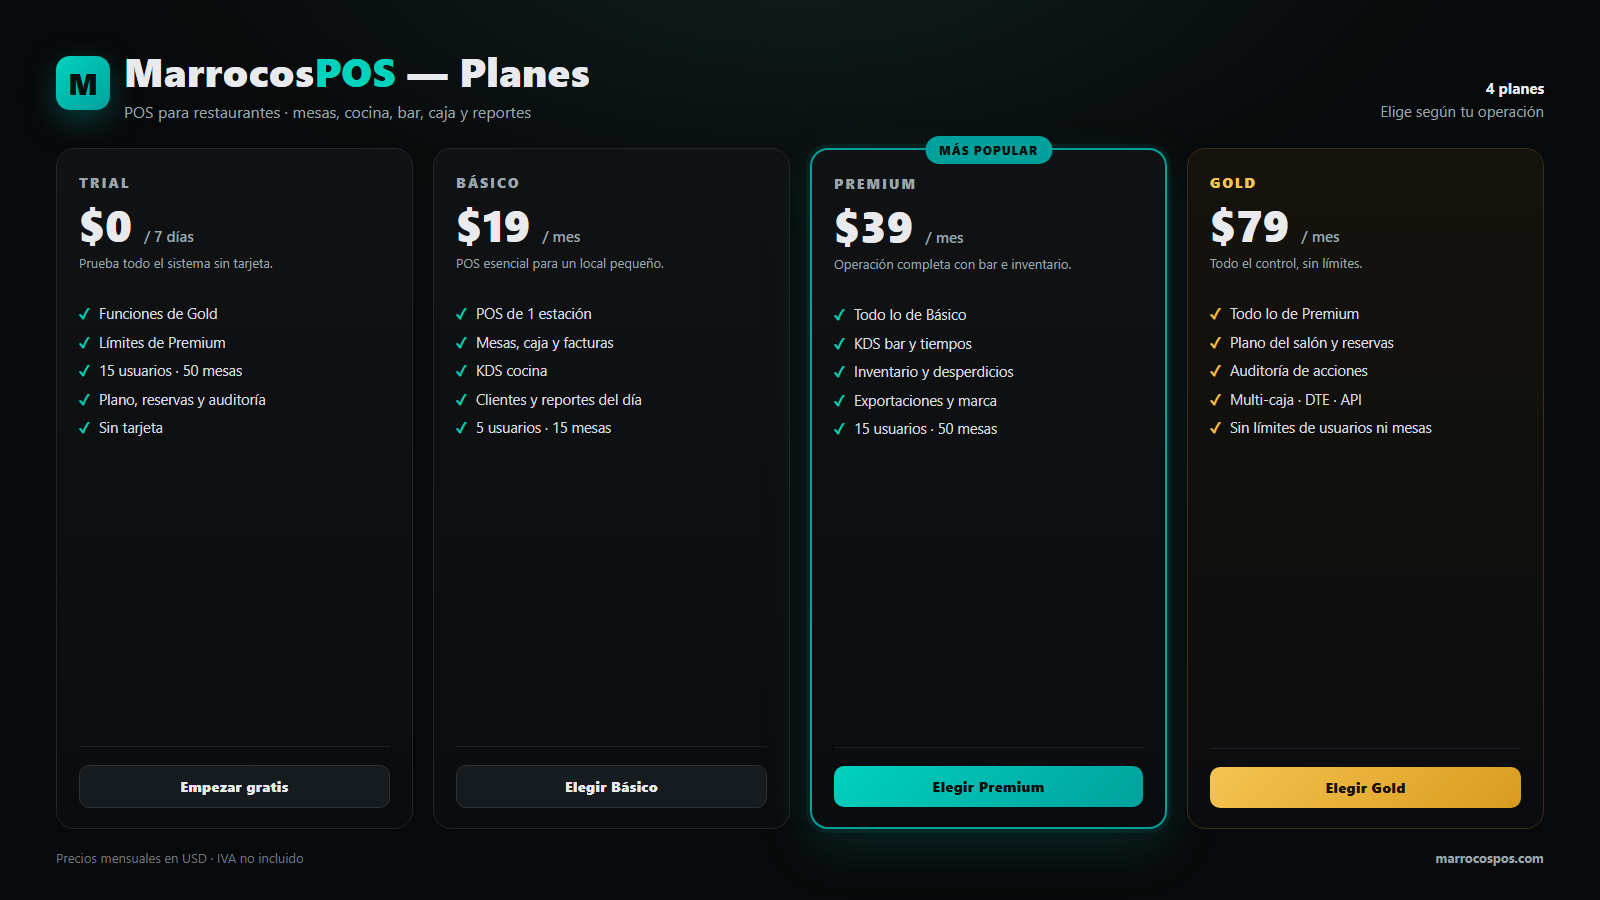 M
MarrocosPOS — Planes
POS para restaurantes · mesas, cocina, bar, caja y reportes
4 planes
Elige según tu operación
TRIAL
$0 / 7 días
Prueba todo el sistema sin tarjeta.
✓ Funciones de Gold
✓ Límites de Premium
✓ 15 usuarios · 50 mesas
✓ Plano, reservas y auditoría
✓ Sin tarjeta
Empezar gratis
BÁSICO
$19 / mes
POS esencial para un local pequeño.
✓ POS de 1 estación
✓ Mesas, caja y facturas
✓ KDS cocina
✓ Clientes y reportes del día
✓ 5 usuarios · 15 mesas
Elegir Básico
MÁS POPULAR
PREMIUM
$39 / mes
Operación completa con bar e inventario.
✓ Todo lo de Básico
✓ KDS bar y tiempos
✓ Inventario y desperdicios
✓ Exportaciones y marca
✓ 15 usuarios · 50 mesas
Elegir Premium
GOLD
$79 / mes
Todo el control, sin límites.
✓ Todo lo de Premium
✓ Plano del salón y reservas
✓ Auditoría de acciones
✓ Multi-caja · DTE · API
✓ Sin límites de usuarios ni mesas
Elegir Gold
Precios mensuales en USD · IVA no incluido
marrocospos.com